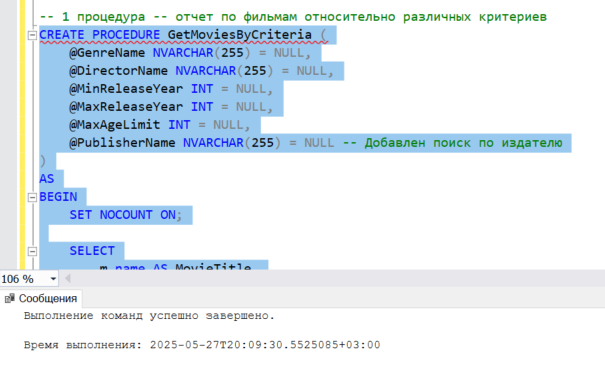 -- 1 процедура -- отчет по фильмам относительно различных критериев
CREATE PROCEDURE GetMoviesByCriteria (
@GenreName NVARCHAR(255) = NULL,
@DirectorName NVARCHAR(255) = NULL,
@MinReleaseYear INT = NULL,
@MaxReleaseYear INT = NULL,
@MaxAgeLimit INT = NULL,
@PublisherName NVARCHAR(255) = NULL -- Добавлен поиск по издателю
)
AS
BEGIN
SET NOCOUNT ON;
SELECT
m.name AS MovieTitle,
106 %
Сообщения
Выполнение команд успешно завершено.
Время выполнения: 2025-05-27T20:09:30.5525085+03:00